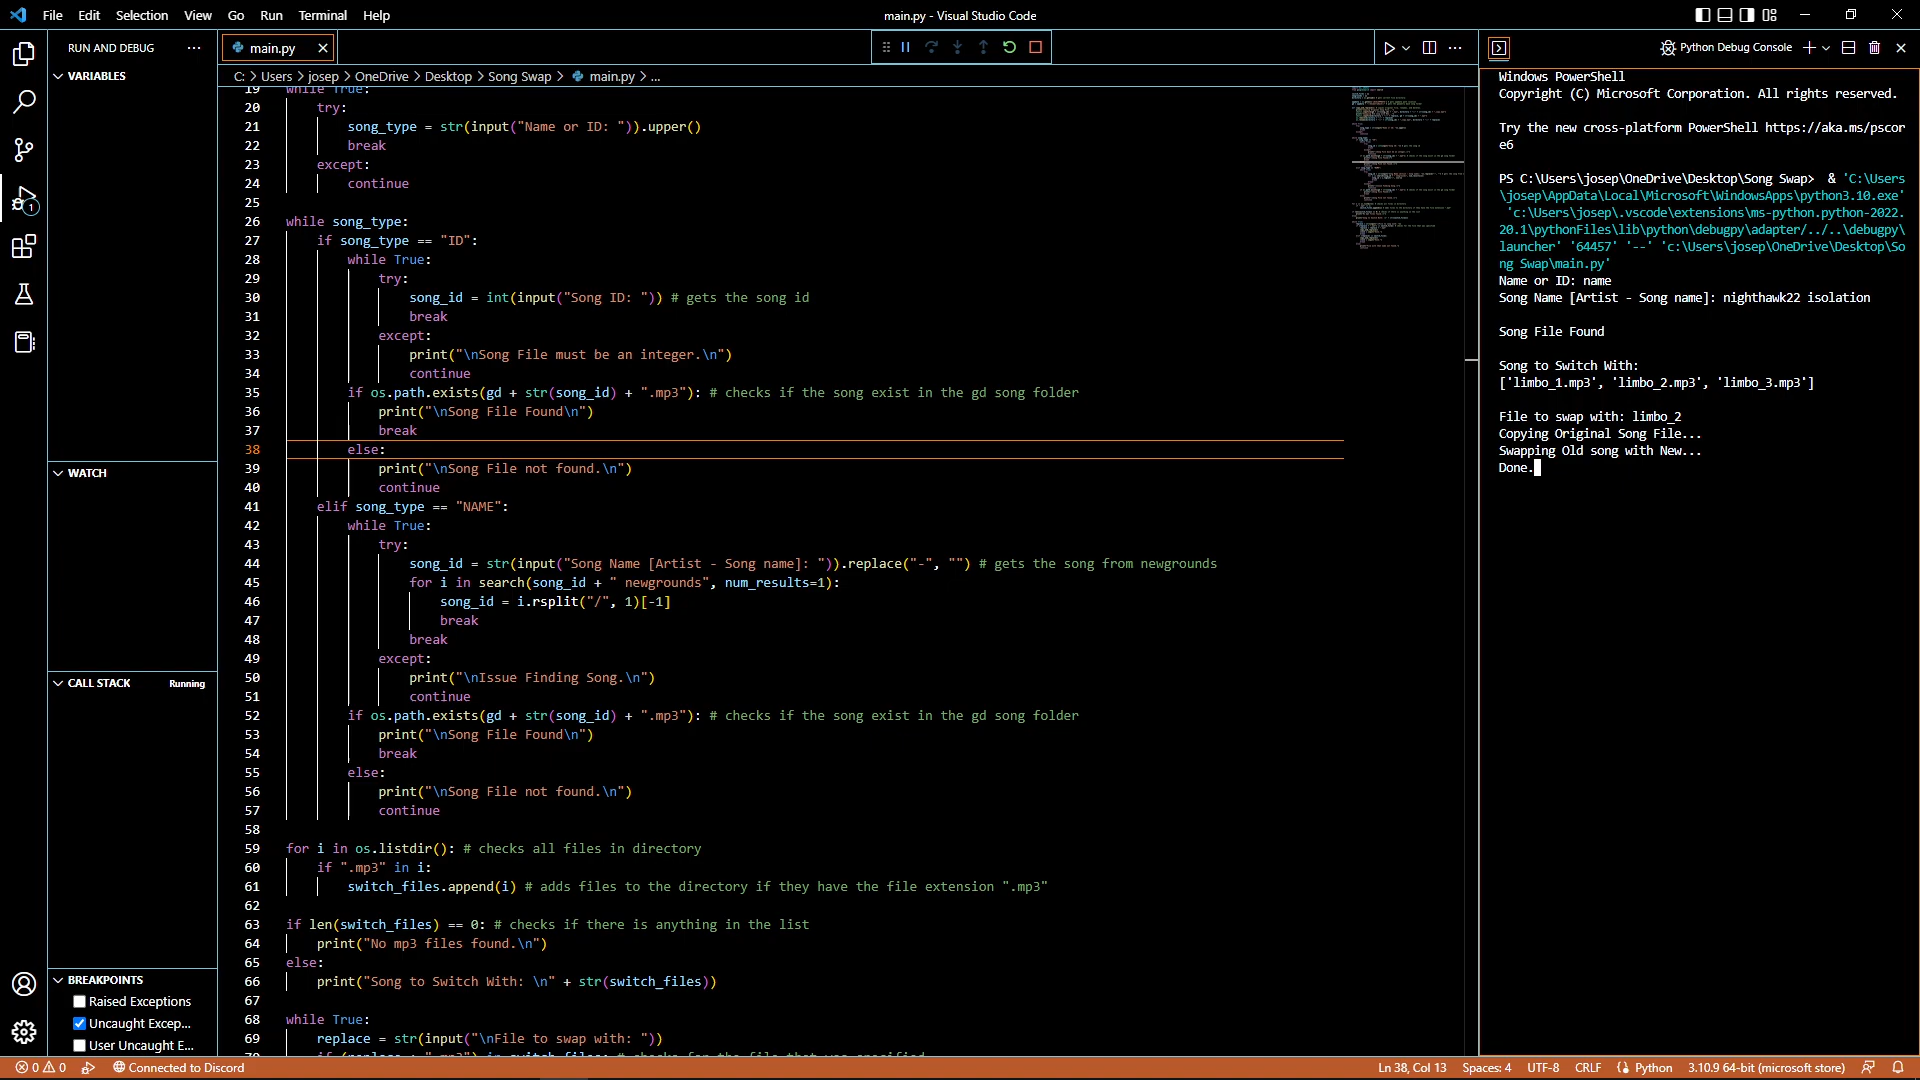 File Edit Selection View Go Run Terminal Help
main.py - Visual Studio Code
RUN AND DEBUG ...
VARIABLES
WATCH
CALL STACK Running
BREAKPOINTS
Raised Exceptions
Uncaught Excep...
User Uncaught E...
1
main.py
C: > Users > josep > OneDrive > Desktop > Song Swap > main.py > ...
19 while True:
20 try:
21 song_type = str(input("Name or ID: ")).upper()
22 break
23 except:
24 continue
25
26 while song_type:
27 if song_type == "ID":
28 while True:
29 try:
30 song_id = int(input("Song ID: ")) # gets the song id
31 break
32 except:
33 print("\nSong File must be an integer.\n")
34 continue
35 if os.path.exists(gd + str(song_id) + ".mp3"): # checks if the song exist in the gd song folder
36 print("\nSong File Found\n")
37 break
38 else:
39 print("\nSong File not found.\n")
40 continue
41 elif song_type == "NAME":
42 while True:
43 try:
44 song_id = str(input("Song Name [Artist - Song name]: ")).replace("-", "") # gets the song from newgrounds
45 for i in search(song_id + " newgrounds", num_results=1):
46 song_id = i.rsplit("/", 1)[-1]
47 break
48 break
49 except:
50 print("\nIssue Finding Song.\n")
51 continue
52 if os.path.exists(gd + str(song_id) + ".mp3"): # checks if the song exist in the gd song folder
53 print("\nSong File Found\n")
54 break
55 else:
56 print("\nSong File not found.\n")
57 continue
58
59 for i in os.listdir(): # checks all files in directory
60 if ".mp3" in i:
61 switch_files.append(i) # adds files to the directory if they have the file extension ".mp3"
62
63 if len(switch_files) == 0: # checks if there is anything in the list
64 print("No mp3 files found.\n")
65 else:
66 print("Song to Switch With: \n" + str(switch_files))
67
68 while True:
69 replace = str(input("\nFile to swap with: "))
Python Debug Console
Windows PowerShell
Copyright (C) Microsoft Corporation. All rights reserved.
Try the new cross-platform PowerShell https://aka.ms/pscor
e6
PS C:\Users\josep\OneDrive\Desktop\Song Swap> & 'C:\Users
\josep\AppData\Local\Microsoft\WindowsApps\python3.10.exe'
'c:\Users\josep\.vscode\extensions\ms-python.python-2022.
20.1\pythonFiles\lib\python\debugpy\adapter/../..\debugpy\
launcher' '64457' '--' 'c:\Users\josep\OneDrive\Desktop\So
ng Swap\main.py'
Name or ID: name
Song Name [Artist - Song name]: nighthawk22 isolation
Song File Found
Song to Switch With:
['limbo_1.mp3', 'limbo_2.mp3', 'limbo_3.mp3']
File to swap with: limbo_2
Copying Original Song File...
Swapping Old song with New...
Done.
0 0 Connected to Discord
Ln 38, Col 13 Spaces: 4 UTF-8 CRLF Python 3.10.9 64-bit (microsoft store)